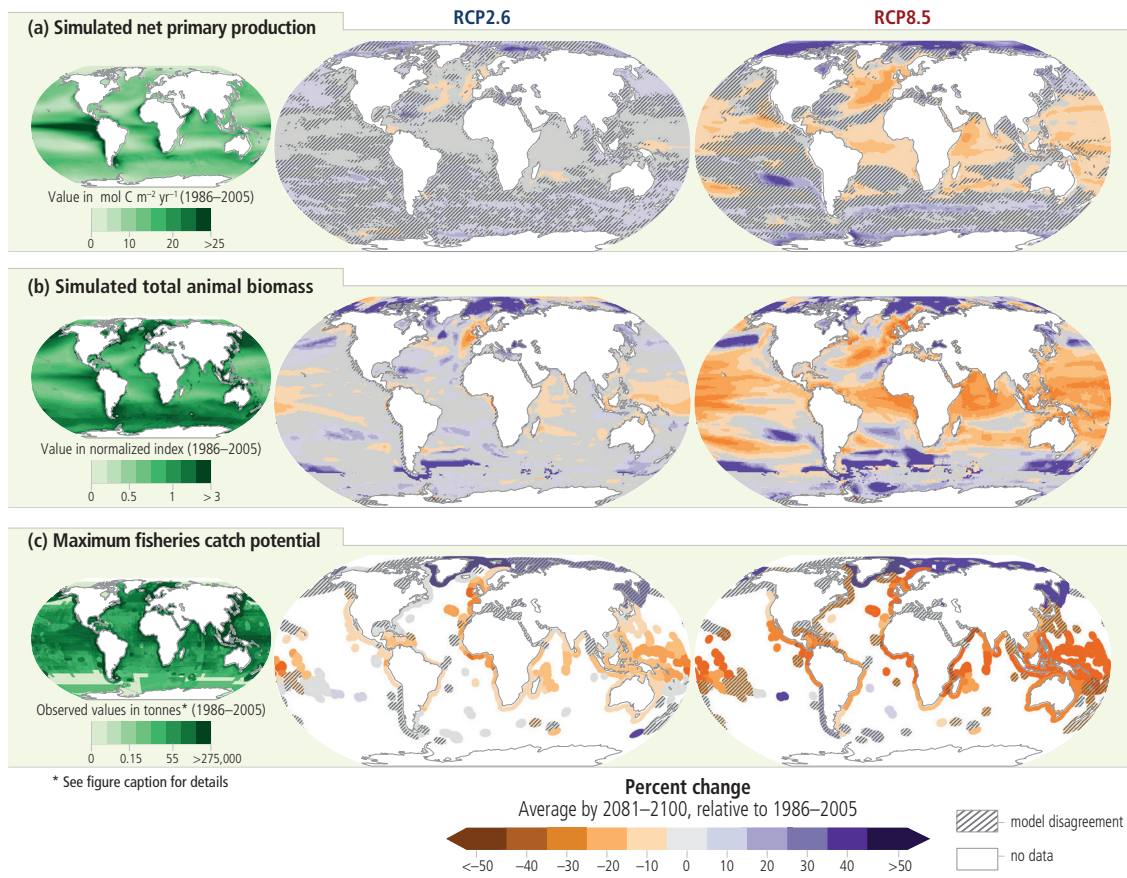 RCP2.6
RCP8.5
(a) Simulated net primary production
Value in mol C m⁻² yr⁻¹ (1986–2005)
0 10 20 >25
(b) Simulated total animal biomass
Value in normalized index (1986–2005)
0 0.5 1 > 3
(c) Maximum fisheries catch potential
Observed values in tonnes* (1986–2005)
0 0.15 55 >275,000
* See figure caption for details
Percent change
Average by 2081–2100, relative to 1986–2005
<–50 –40 –30 –20 –10 0 10 20 30 40 >50
model disagreement
no data